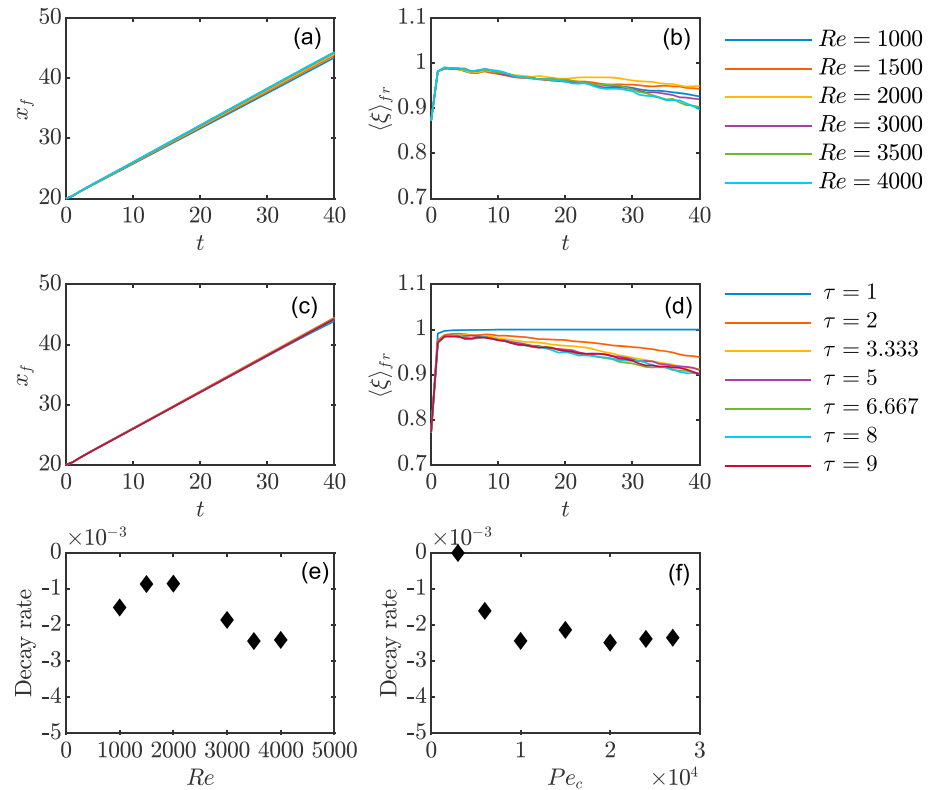 (a)
50
40
30
20
x_f
0 10 20 30 40
t
(b)
1.1
1
0.9
0.8
0.7
⟨ξ⟩_fr
0 10 20 30 40
t
Re = 1000
Re = 1500
Re = 2000
Re = 3000
Re = 3500
Re = 4000
(c)
50
40
30
20
x_f
0 10 20 30 40
t
(d)
1.1
1
0.9
0.8
0.7
⟨ξ⟩_fr
0 10 20 30 40
t
τ = 1
τ = 2
τ = 3.333
τ = 5
τ = 6.667
τ = 8
τ = 9
×10⁻³
(e)
0
-1
-2
-3
-4
-5
Decay rate
0 1000 2000 3000 4000 5000
Re
×10⁻³
(f)
0
-1
-2
-3
-4
-5
Decay rate
0 1 2 3
Pe_c
×10⁴